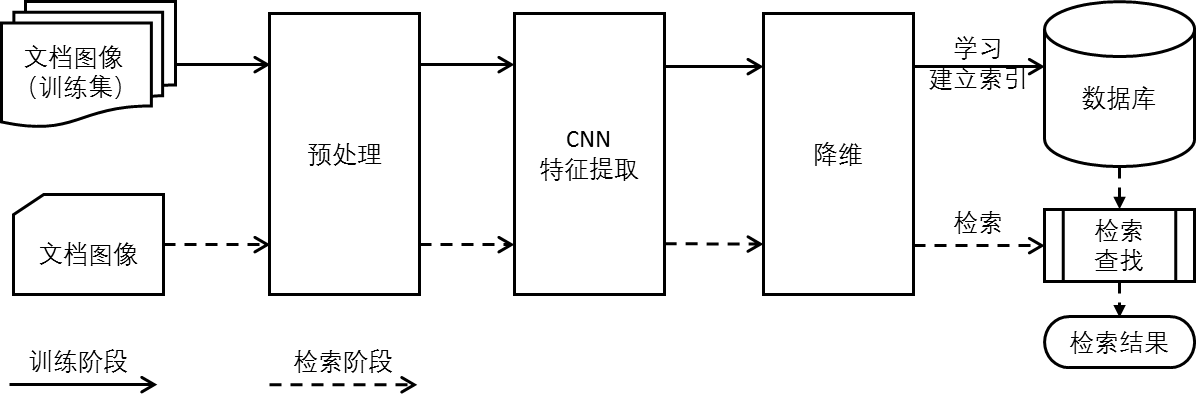 文档图像
（训练集）
预处理
CNN
特征提取
降维
学习
建立索引
数据库
文档图像
检索
检索
查找
检索结果
训练阶段
检索阶段